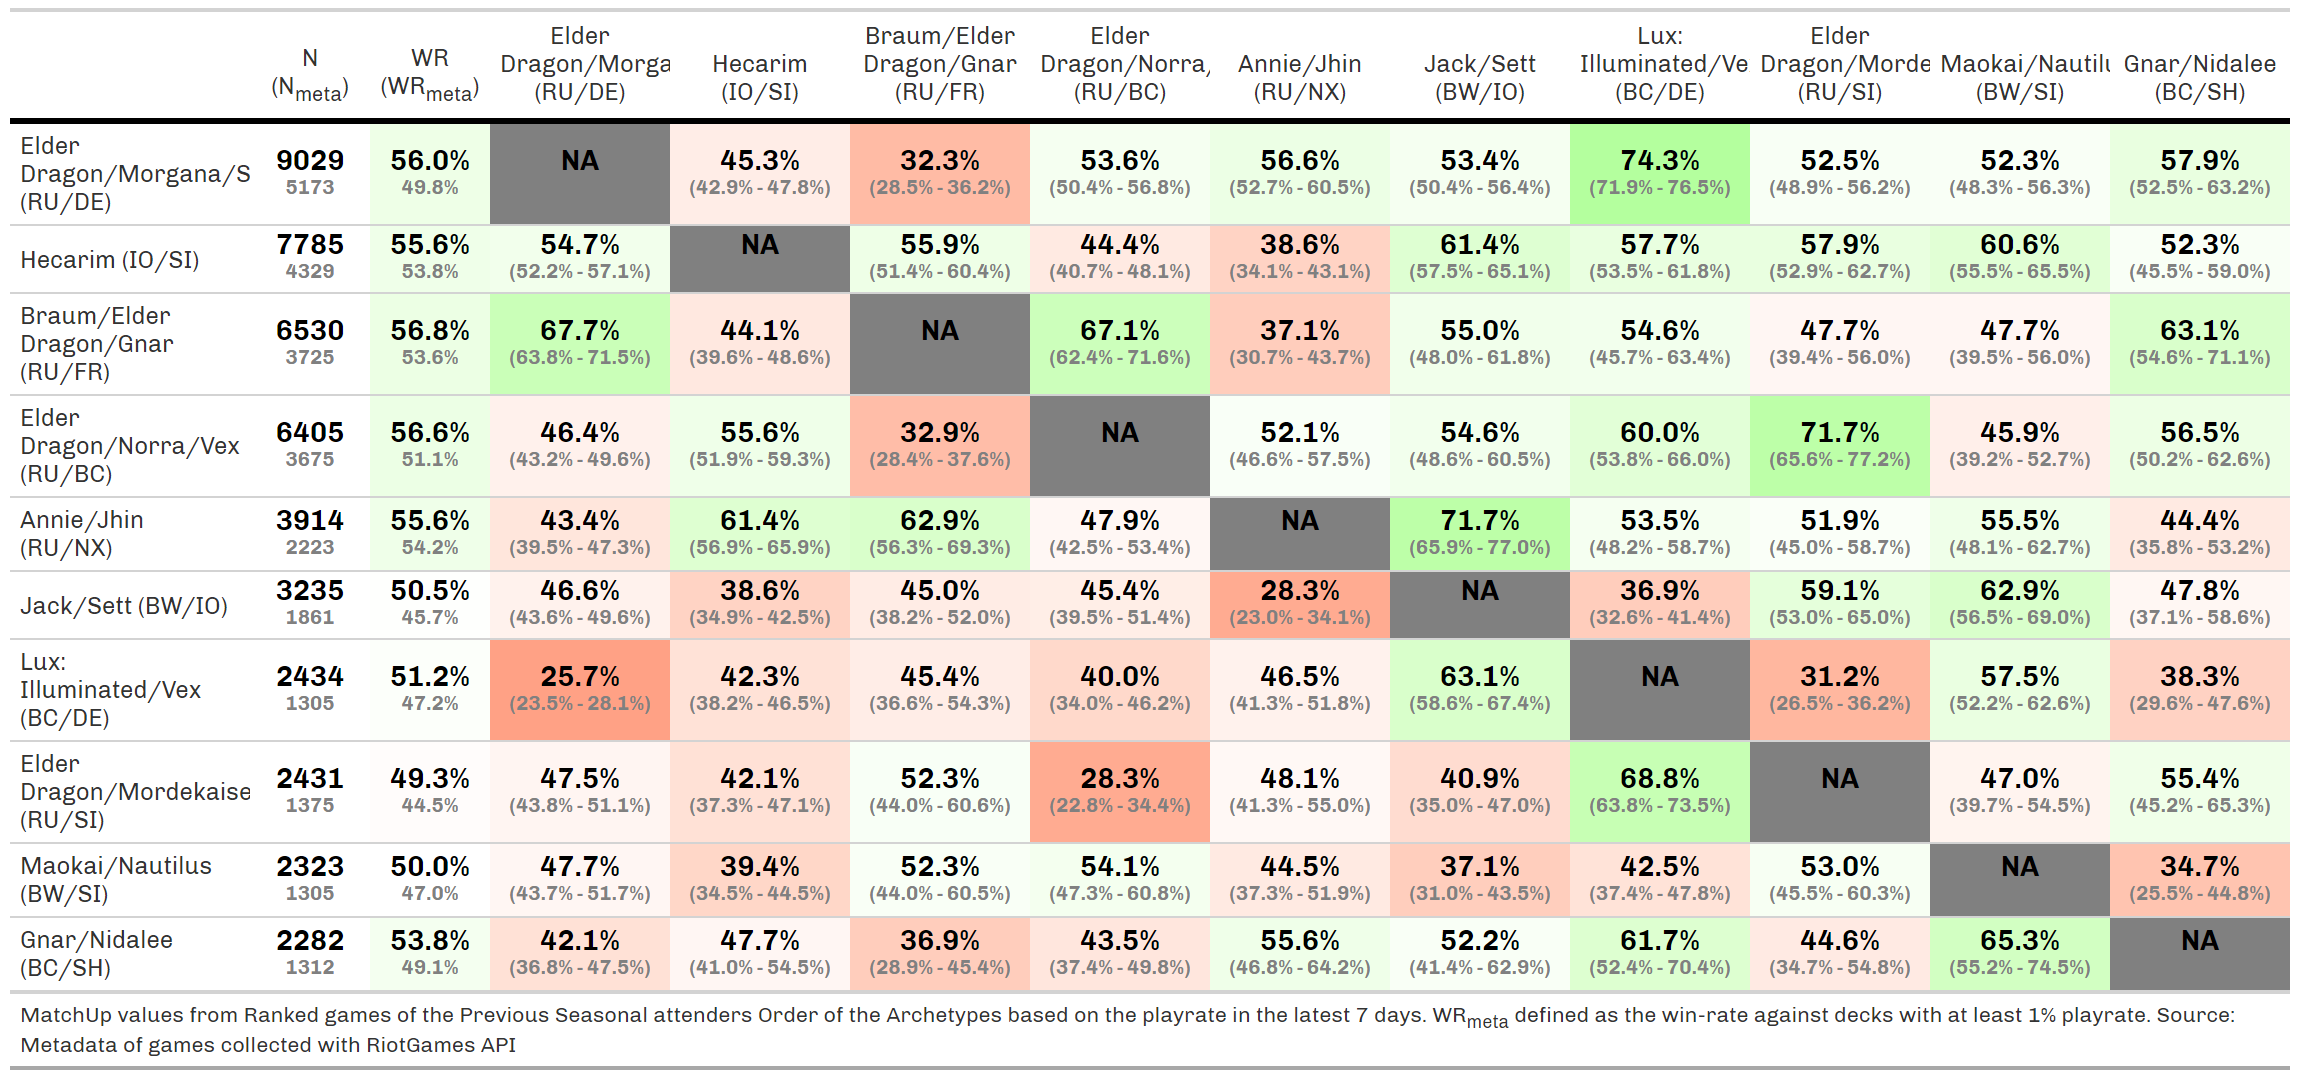 N (Nmeta) WR (WRmeta) Elder Dragon/Morga (RU/DE) Hecarim (IO/SI) Braum/Elder Dragon/Gnar (RU/FR) Elder Dragon/Norra/ (RU/BC) Annie/Jhin (RU/NX) Jack/Sett (BW/IO) Lux: Illuminated/Ve (BC/DE) Elder Dragon/Morde (RU/SI) Maokai/Nautilu (BW/SI) Gnar/Nidalee (BC/SH)
Elder
Dragon/Morgana/S
(RU/DE)
9029 56.0% NA 45.3% 32.3% 53.6% 56.6% 53.4% 74.3% 52.5% 52.3% 57.9%
5173 49.8% (42.9% - 47.8%) (28.5% - 36.2%) (50.4% - 56.8%) (52.7% - 60.5%) (50.4% - 56.4%) (71.9% - 76.5%) (48.9% - 56.2%) (48.3% - 56.3%) (52.5% - 63.2%)
Hecarim (IO/SI)
7785 55.6% 54.7% NA 55.9% 44.4% 38.6% 61.4% 57.7% 57.9% 60.6% 52.3%
4329 53.8% (52.2% - 57.1%) (51.4% - 60.4%) (40.7% - 48.1%) (34.1% - 43.1%) (57.5% - 65.1%) (53.5% - 61.8%) (52.9% - 62.7%) (55.5% - 65.5%) (45.5% - 59.0%)
Braum/Elder
Dragon/Gnar
(RU/FR)
6530 56.8% 67.7% 44.1% NA 67.1% 37.1% 55.0% 54.6% 47.7% 47.7% 63.1%
3725 53.6% (63.8% - 71.5%) (39.6% - 48.6%) (62.4% - 71.6%) (30.7% - 43.7%) (48.0% - 61.8%) (45.7% - 63.4%) (39.4% - 56.0%) (39.5% - 56.0%) (54.6% - 71.1%)
Elder
Dragon/Norra/Vex
(RU/BC)
6405 56.6% 46.4% 55.6% 32.9% NA 52.1% 54.6% 60.0% 71.7% 45.9% 56.5%
3675 51.1% (43.2% - 49.6%) (51.9% - 59.3%) (28.4% - 37.6%) (46.6% - 57.5%) (48.6% - 60.5%) (53.8% - 66.0%) (65.6% - 77.2%) (39.2% - 52.7%) (50.2% - 62.6%)
Annie/Jhin
(RU/NX)
3914 55.6% 43.4% 61.4% 62.9% 47.9% NA 71.7% 53.5% 51.9% 55.5% 44.4%
2223 54.2% (39.5% - 47.3%) (56.9% - 65.9%) (56.3% - 69.3%) (42.5% - 53.4%) (65.9% - 77.0%) (48.2% - 58.7%) (45.0% - 58.7%) (48.1% - 62.7%) (35.8% - 53.2%)
Jack/Sett (BW/IO)
3235 50.5% 46.6% 38.6% 45.0% 45.4% 28.3% NA 36.9% 59.1% 62.9% 47.8%
1861 45.7% (43.6% - 49.6%) (34.9% - 42.5%) (38.2% - 52.0%) (39.5% - 51.4%) (23.0% - 34.1%) (32.6% - 41.4%) (53.0% - 65.0%) (56.5% - 69.0%) (37.1% - 58.6%)
Lux:
Illuminated/Vex
(BC/DE)
2434 51.2% 25.7% 42.3% 45.4% 40.0% 46.5% 63.1% NA 31.2% 57.5% 38.3%
1305 47.2% (23.5% - 28.1%) (38.2% - 46.5%) (36.6% - 54.3%) (34.0% - 46.2%) (41.3% - 51.8%) (58.6% - 67.4%) (26.5% - 36.2%) (52.2% - 62.6%) (29.6% - 47.6%)
Elder
Dragon/Mordekaise
(RU/SI)
2431 49.3% 47.5% 42.1% 52.3% 28.3% 48.1% 40.9% 68.8% NA 47.0% 55.4%
1375 44.5% (43.8% - 51.1%) (37.3% - 47.1%) (44.0% - 60.6%) (22.8% - 34.4%) (41.3% - 55.0%) (35.0% - 47.0%) (63.8% - 73.5%) (39.7% - 54.5%) (45.2% - 65.3%)
Maokai/Nautilus
(BW/SI)
2323 50.0% 47.7% 39.4% 52.3% 54.1% 44.5% 37.1% 42.5% 53.0% NA 34.7%
1305 47.0% (43.7% - 51.7%) (34.5% - 44.5%) (44.0% - 60.5%) (47.3% - 60.8%) (37.3% - 51.9%) (31.0% - 43.5%) (37.4% - 47.8%) (45.5% - 60.3%) (25.5% - 44.8%)
Gnar/Nidalee
(BC/SH)
2282 53.8% 42.1% 47.7% 36.9% 43.5% 55.6% 52.2% 61.7% 44.6% 65.3% NA
1312 49.1% (36.8% - 47.5%) (41.0% - 54.5%) (28.9% - 45.4%) (37.4% - 49.8%) (46.8% - 64.2%) (41.4% - 62.9%) (52.4% - 70.4%) (34.7% - 54.8%) (55.2% - 74.5%)
MatchUp values from Ranked games of the Previous Seasonal attenders Order of the Archetypes based on the playrate in the latest 7 days. WRmeta defined as the win-rate against decks with at least 1% playrate. Source:
Metadata of games collected with RiotGames API